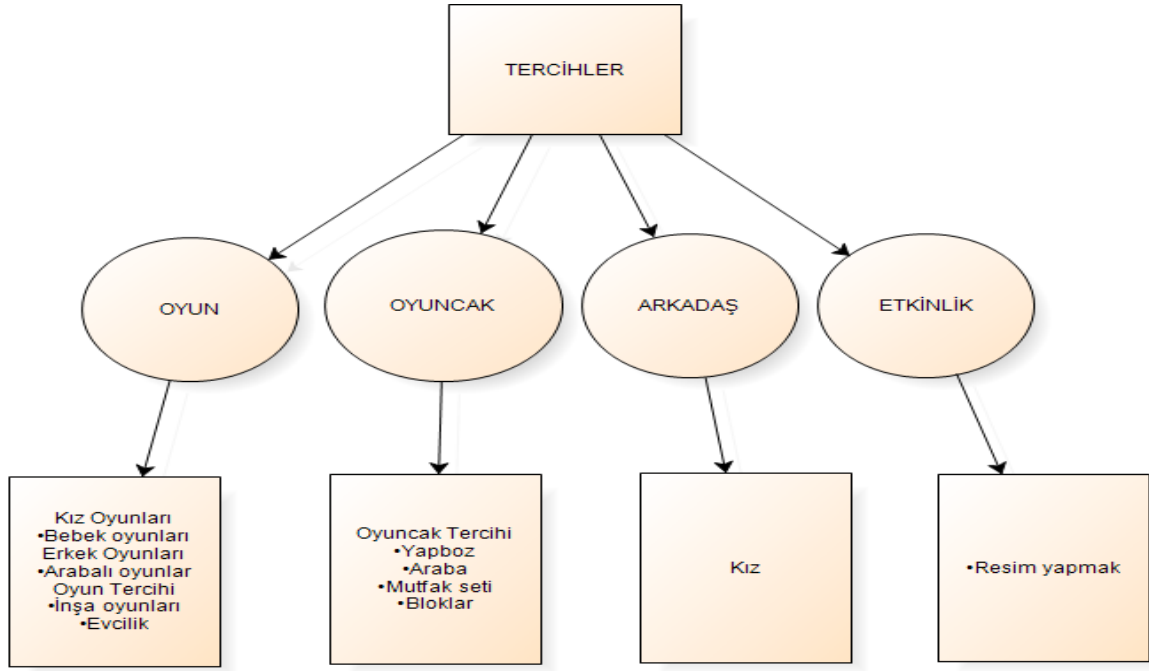 TERCİHLER
OYUN
OYUNCAK
ARKADAŞ
ETKİNLİK
Kız Oyunları
•Bebek oyunları
Erkek Oyunları
•Arabalı oyunlar
Oyun Tercihi
•İnşa oyunları
•Evcilik
Oyuncak Tercihi
•Yapboz
•Araba
•Mutfak seti
•Bloklar
Kız
•Resim yapmak